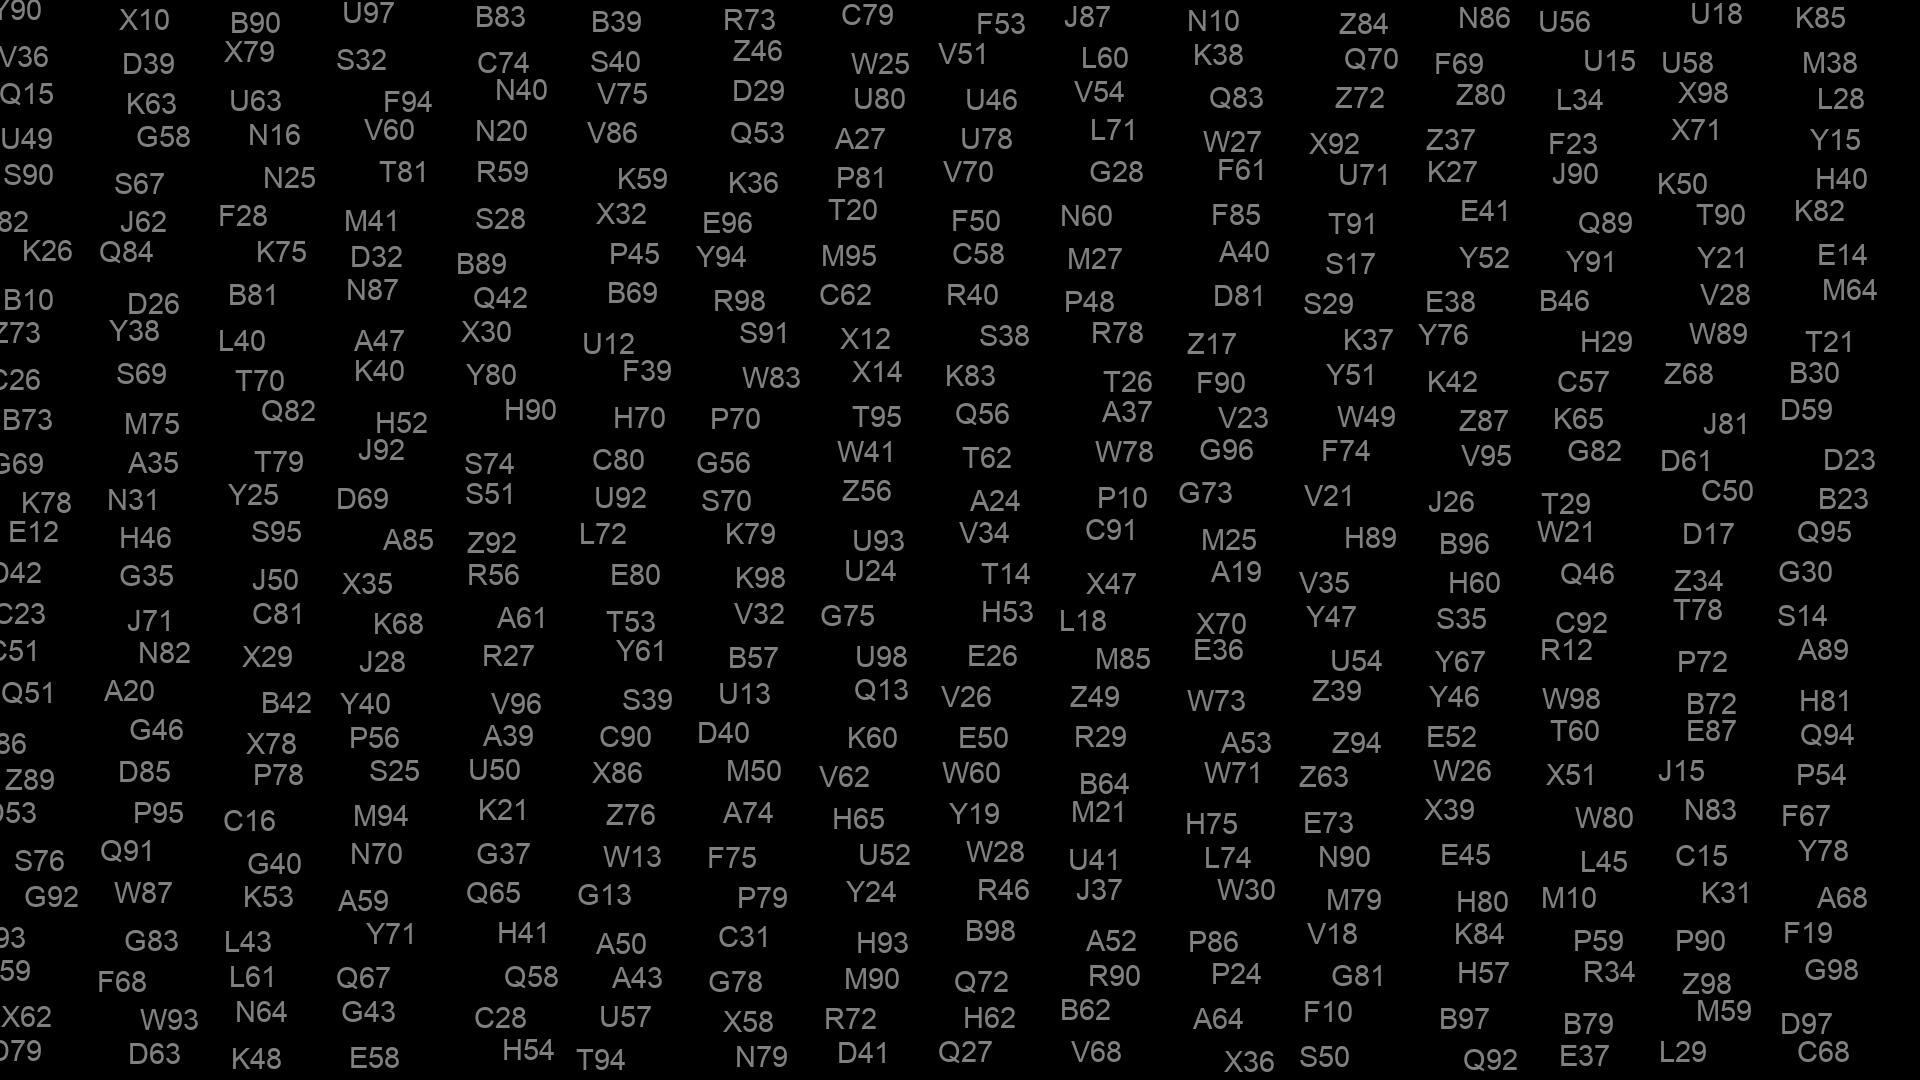 Y90 X10 B90 U97 B83 B39 R73 C79 F53 J87 N10 Z84 N86 U56 U18 K85
V36 D39 X79 S32 C74 S40 Z46 W25 V51 L60 K38 Q70 F69 U15 U58 M38
Q15 K63 U63 F94 N40 V75 D29 U80 U46 V54 Q83 Z72 Z80 L34 X98 L28
U49 G58 N16 V60 N20 V86 Q53 A27 U78 L71 W27 X92 Z37 F23 X71 Y15
S90 S67 N25 T81 R59 K59 K36 P81 V70 G28 F61 U71 K27 J90 K50 H40
82 J62 F28 M41 S28 X32 E96 T20 F50 N60 F85 T91 E41 Q89 T90 K82
K26 Q84 K75 D32 B89 P45 Y94 M95 C58 M27 A40 S17 Y52 Y91 Y21 E14
B10 D26 B81 N87 Q42 B69 R98 C62 R40 P48 D81 S29 E38 B46 V28 M64
Z73 Y38 L40 A47 X30 U12 S91 X12 S38 R78 Z17 K37 Y76 H29 W89 T21
C26 S69 T70 K40 Y80 F39 W83 X14 K83 T26 F90 Y51 K42 C57 Z68 B30
B73 M75 Q82 H52 H90 H70 P70 T95 Q56 A37 V23 W49 Z87 K65 J81 D59
G69 A35 T79 J92 S74 C80 G56 W41 T62 W78 G96 F74 V95 G82 D61 D23
K78 N31 Y25 D69 S51 U92 S70 Z56 A24 P10 G73 V21 J26 T29 C50 B23
E12 H46 S95 A85 Z92 L72 K79 U93 V34 C91 M25 H89 B96 W21 D17 Q95
D42 G35 J50 X35 R56 E80 K98 U24 T14 X47 A19 V35 H60 Q46 Z34 G30
C23 J71 C81 K68 A61 T53 V32 G75 H53 L18 X70 Y47 S35 C92 T78 S14
C51 N82 X29 J28 R27 Y61 B57 U98 E26 M85 E36 U54 Y67 R12 P72 A89
Q51 A20 B42 Y40 V96 S39 U13 Q13 V26 Z49 W73 Z39 Y46 W98 B72 H81
86 G46 X78 P56 A39 C90 D40 K60 E50 R29 A53 Z94 E52 T60 E87 Q94
Z89 D85 P78 S25 U50 X86 M50 V62 W60 B64 W71 Z63 W26 X51 J15 P54
53 P95 C16 M94 K21 Z76 A74 H65 Y19 M21 H75 E73 X39 W80 N83 F67
S76 Q91 G40 N70 G37 W13 F75 U52 W28 U41 L74 N90 E45 L45 C15 Y78
G92 W87 K53 A59 Q65 G13 P79 Y24 R46 J37 W30 M79 H80 M10 K31 A68
93 G83 L43 Y71 H41 A50 C31 H93 B98 A52 P86 V18 K84 P59 P90 F19
59 F68 L61 Q67 Q58 A43 G78 M90 Q72 R90 P24 G81 H57 R34 Z98 G98
X62 W93 N64 G43 C28 U57 X58 R72 H62 B62 A64 F10 B97 B79 M59 D97
D79 D63 K48 E58 H54 T94 N79 D41 Q27 V68 X36 S50 Q92 E37 L29 C68